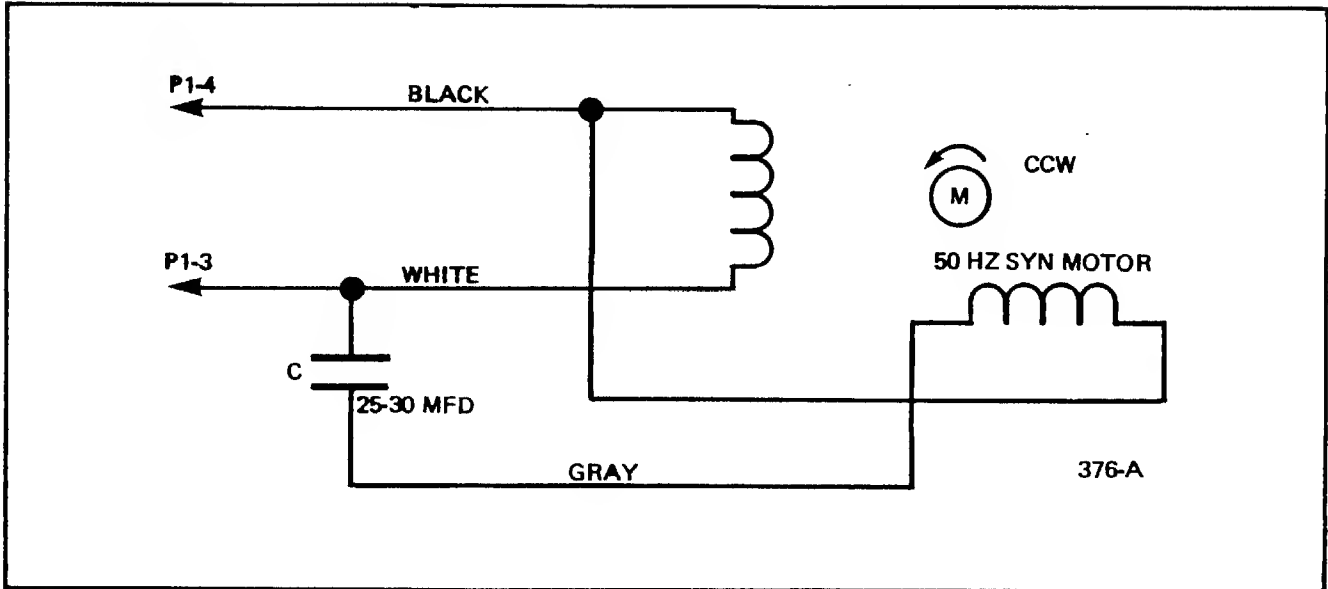 P1-4
BLACK
CCW
M
P1-3
WHITE
50 HZ SYN MOTOR
C
25-30 MFD
GRAY
376-A